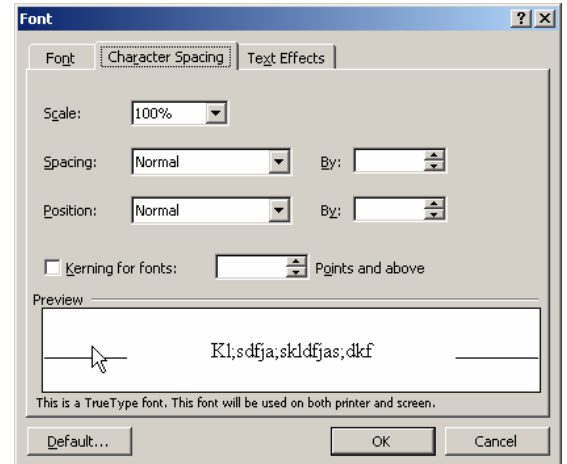 Font
Font Character Spacing Text Effects
Scale: 100%
Spacing: Normal By:
Position: Normal By:
Kerning for fonts: Points and above
Preview
Kl;sdfja;skldfjas;dkf
This is a TrueType font. This font will be used on both printer and screen.
Default... OK Cancel